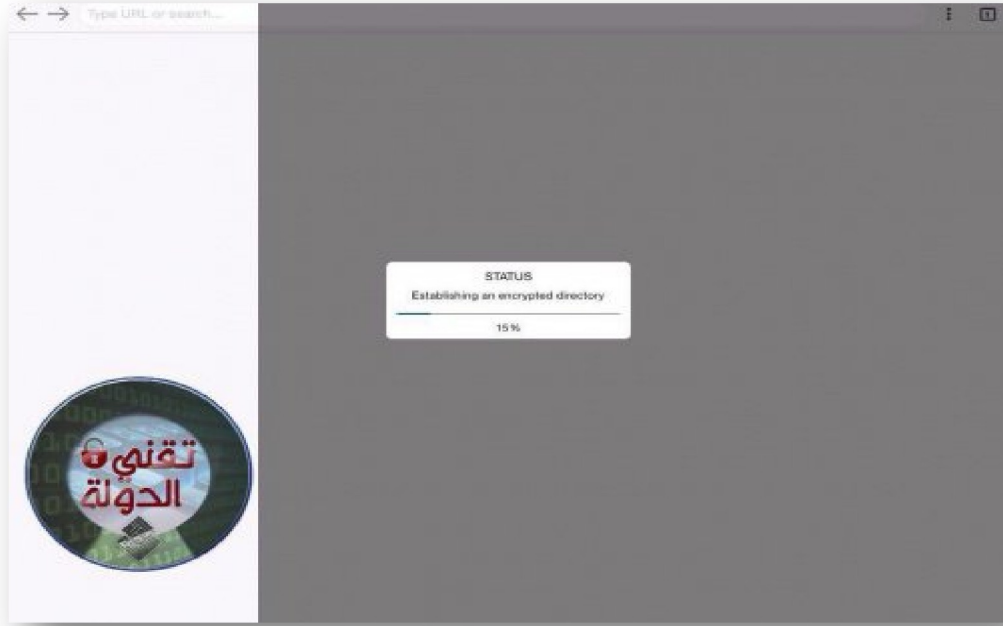 Type URL or search...
STATUS
Establishing an encrypted directory
15%
تقني
الدولة